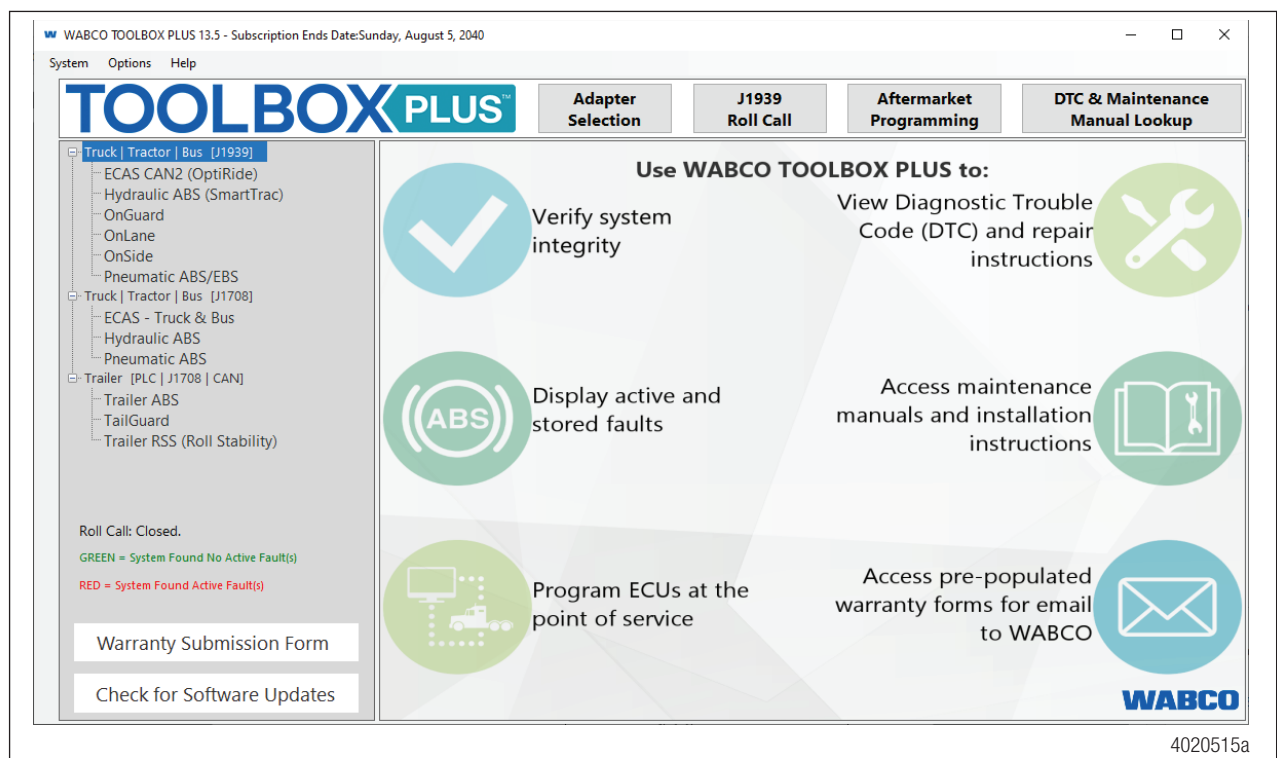 WABCO TOOLBOX PLUS 13.5 - Subscription Ends Date:Sunday, August 5, 2040
System Options Help
TOOLBOX PLUS™
Adapter
Selection
J1939
Roll Call
Aftermarket
Programming
DTC & Maintenance
Manual Lookup
Truck | Tractor | Bus [J1939]
ECAS CAN2 (OptiRide)
Hydraulic ABS (SmartTrac)
OnGuard
OnLane
OnSide
Pneumatic ABS/EBS
Truck | Tractor | Bus [J1708]
ECAS - Truck & Bus
Hydraulic ABS
Pneumatic ABS
Trailer [PLC | J1708 | CAN]
Trailer ABS
TailGuard
Trailer RSS (Roll Stability)
Roll Call: Closed.
GREEN = System Found No Active Fault(s)
RED = System Found Active Fault(s)
Warranty Submission Form
Check for Software Updates
Use WABCO TOOLBOX PLUS to:
Verify system
integrity
View Diagnostic Trouble
Code (DTC) and repair
instructions
ABS
Display active and
stored faults
Access maintenance
manuals and installation
instructions
Program ECUs at the
point of service
Access pre-populated
warranty forms for email
to WABCO
WABCO
4020515a